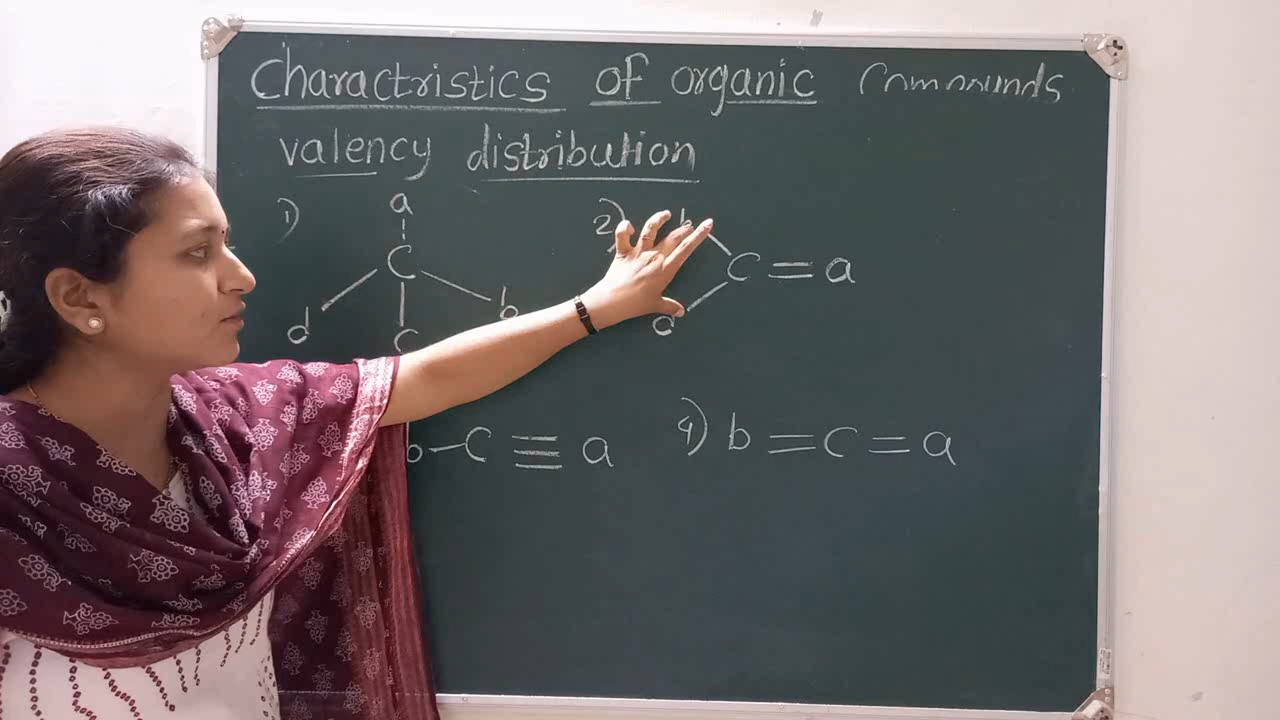 Charactristics of organic Compounds
valency distribution
1) a
C
d b
C
2) b
C = a
d
b - C ≡ a
4) b = C = a